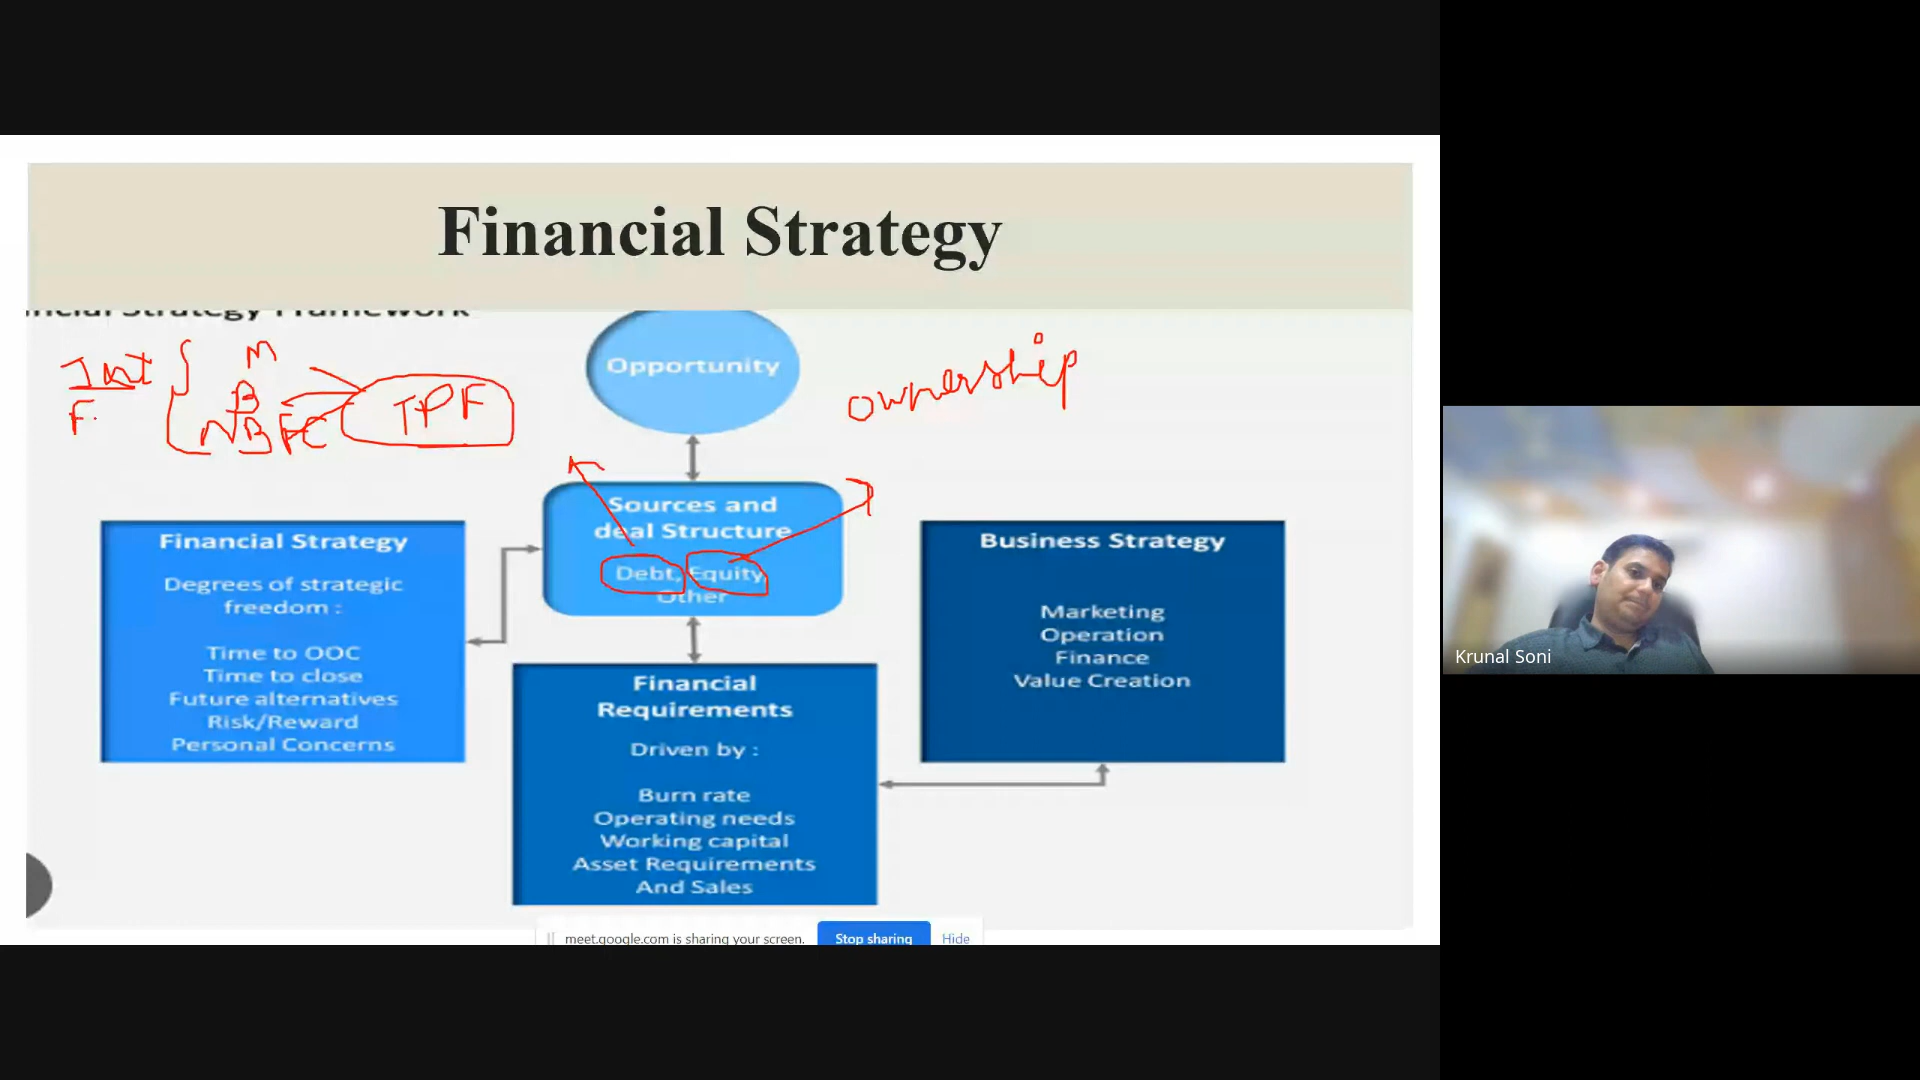 Financial Strategy
ncial Strategy Framework
Int
F.
M
B
NBFC
TPF
Opportunity
ownership
Sources and
deal Structure
Debt, Equity
Other
Financial Strategy
Degrees of strategic
freedom :
Time to OOC
Time to close
Future alternatives
Risk/Reward
Personal Concerns
Financial
Requirements
Driven by :
Burn rate
Operating needs
Working capital
Asset Requirements
And Sales
Business Strategy
Marketing
Operation
Finance
Value Creation
meet.google.com is sharing your screen.
Stop sharing
Hide
Krunal Soni